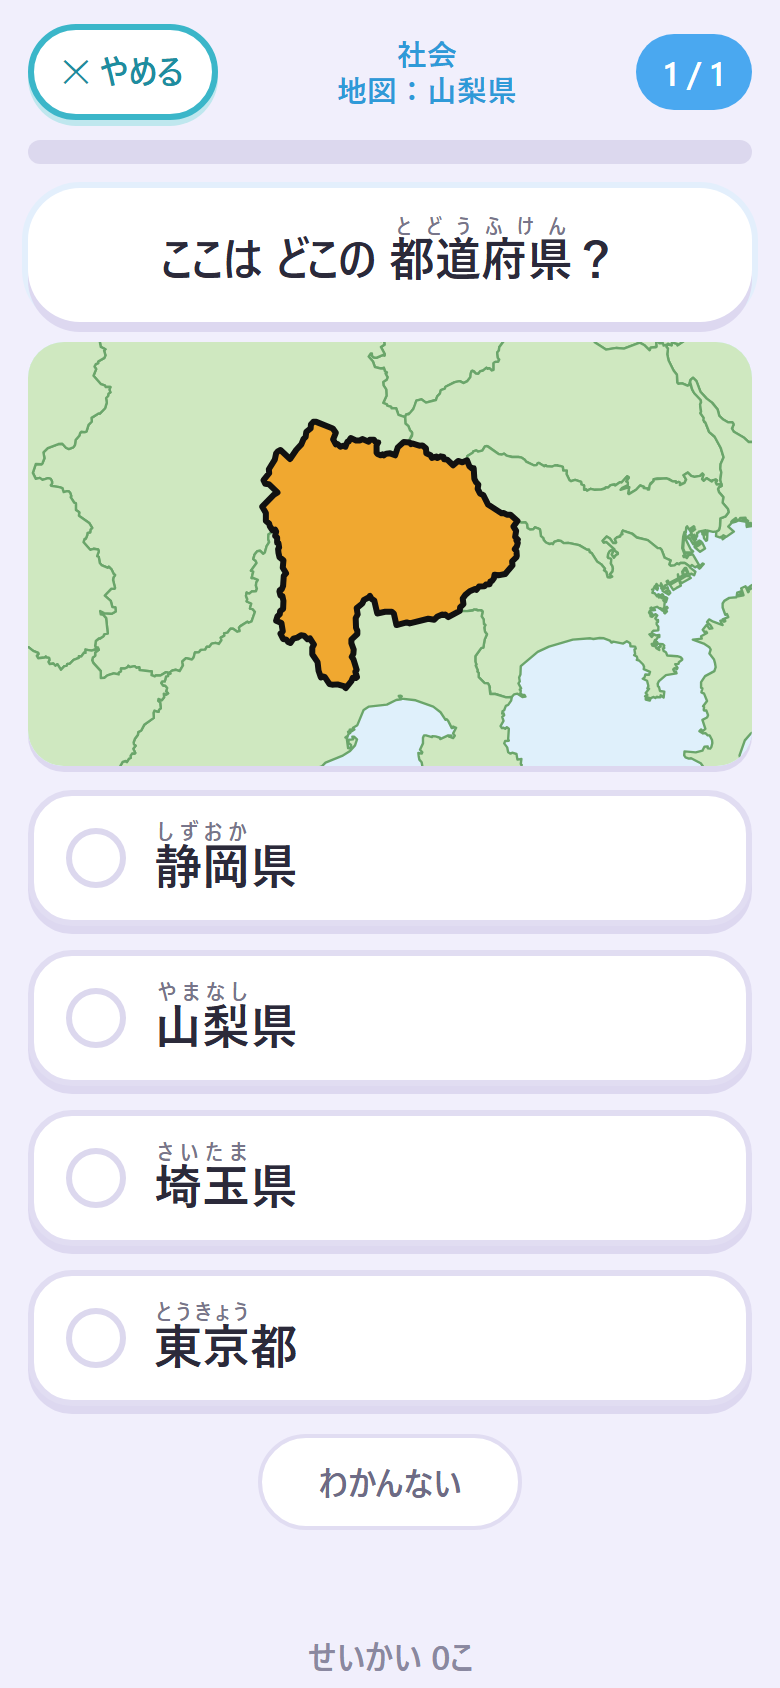 × やめる
社会
地図：山梨県
1 / 1
とどうふけん
ここは どこの 都道府県？
しずおか
静岡県
やまなし
山梨県
さいたま
埼玉県
とうきょう
東京都
わかんない
せいかい 0こ